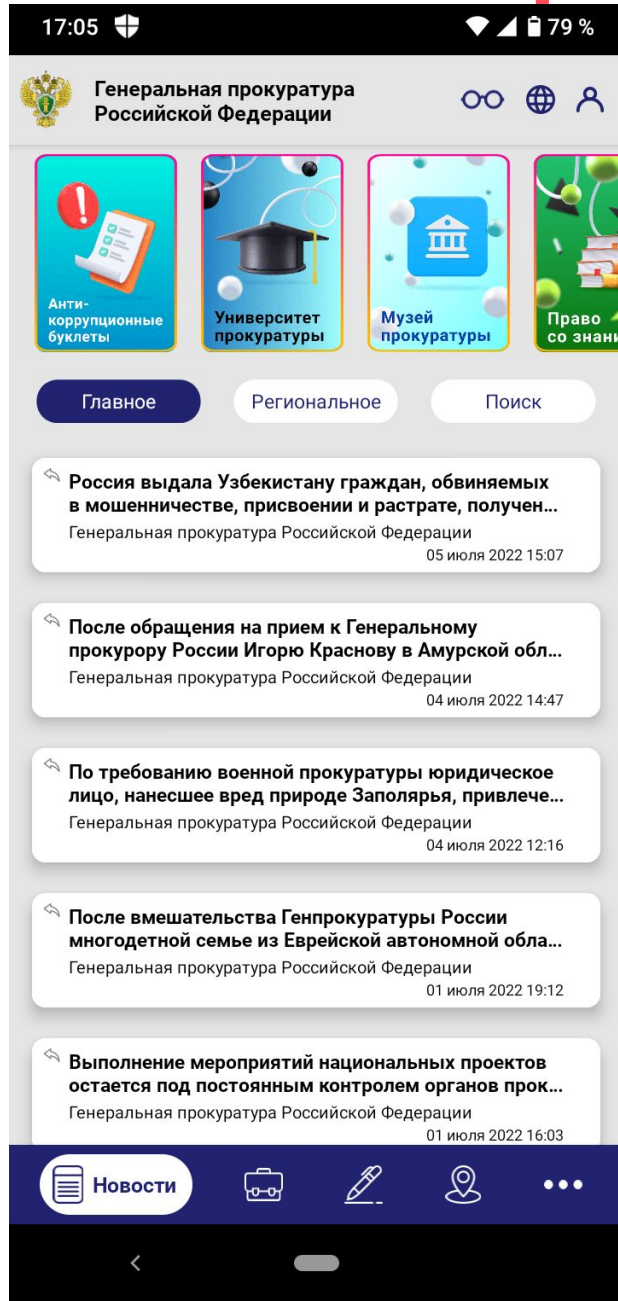 17:05
79 %
Генеральная прокуратура
Российской Федерации
Анти-
коррупционные
буклеты
Университет
прокуратуры
Музей
прокуратуры
Право
со знани
Главное
Региональное
Поиск
Россия выдала Узбекистану граждан, обвиняемых
в мошенничестве, присвоении и растрате, получен...
Генеральная прокуратура Российской Федерации
05 июля 2022 15:07
После обращения на прием к Генеральному
прокурору России Игорю Краснову в Амурской обл...
Генеральная прокуратура Российской Федерации
04 июля 2022 14:47
По требованию военной прокуратуры юридическое
лицо, нанесшее вред природе Заполярья, привлече...
Генеральная прокуратура Российской Федерации
04 июля 2022 12:16
После вмешательства Генпрокуратуры России
многодетной семье из Еврейской автономной обла...
Генеральная прокуратура Российской Федерации
01 июля 2022 19:12
Выполнение мероприятий национальных проектов
остается под постоянным контролем органов прок...
Генеральная прокуратура Российской Федерации
01 июля 2022 16:03
Новости